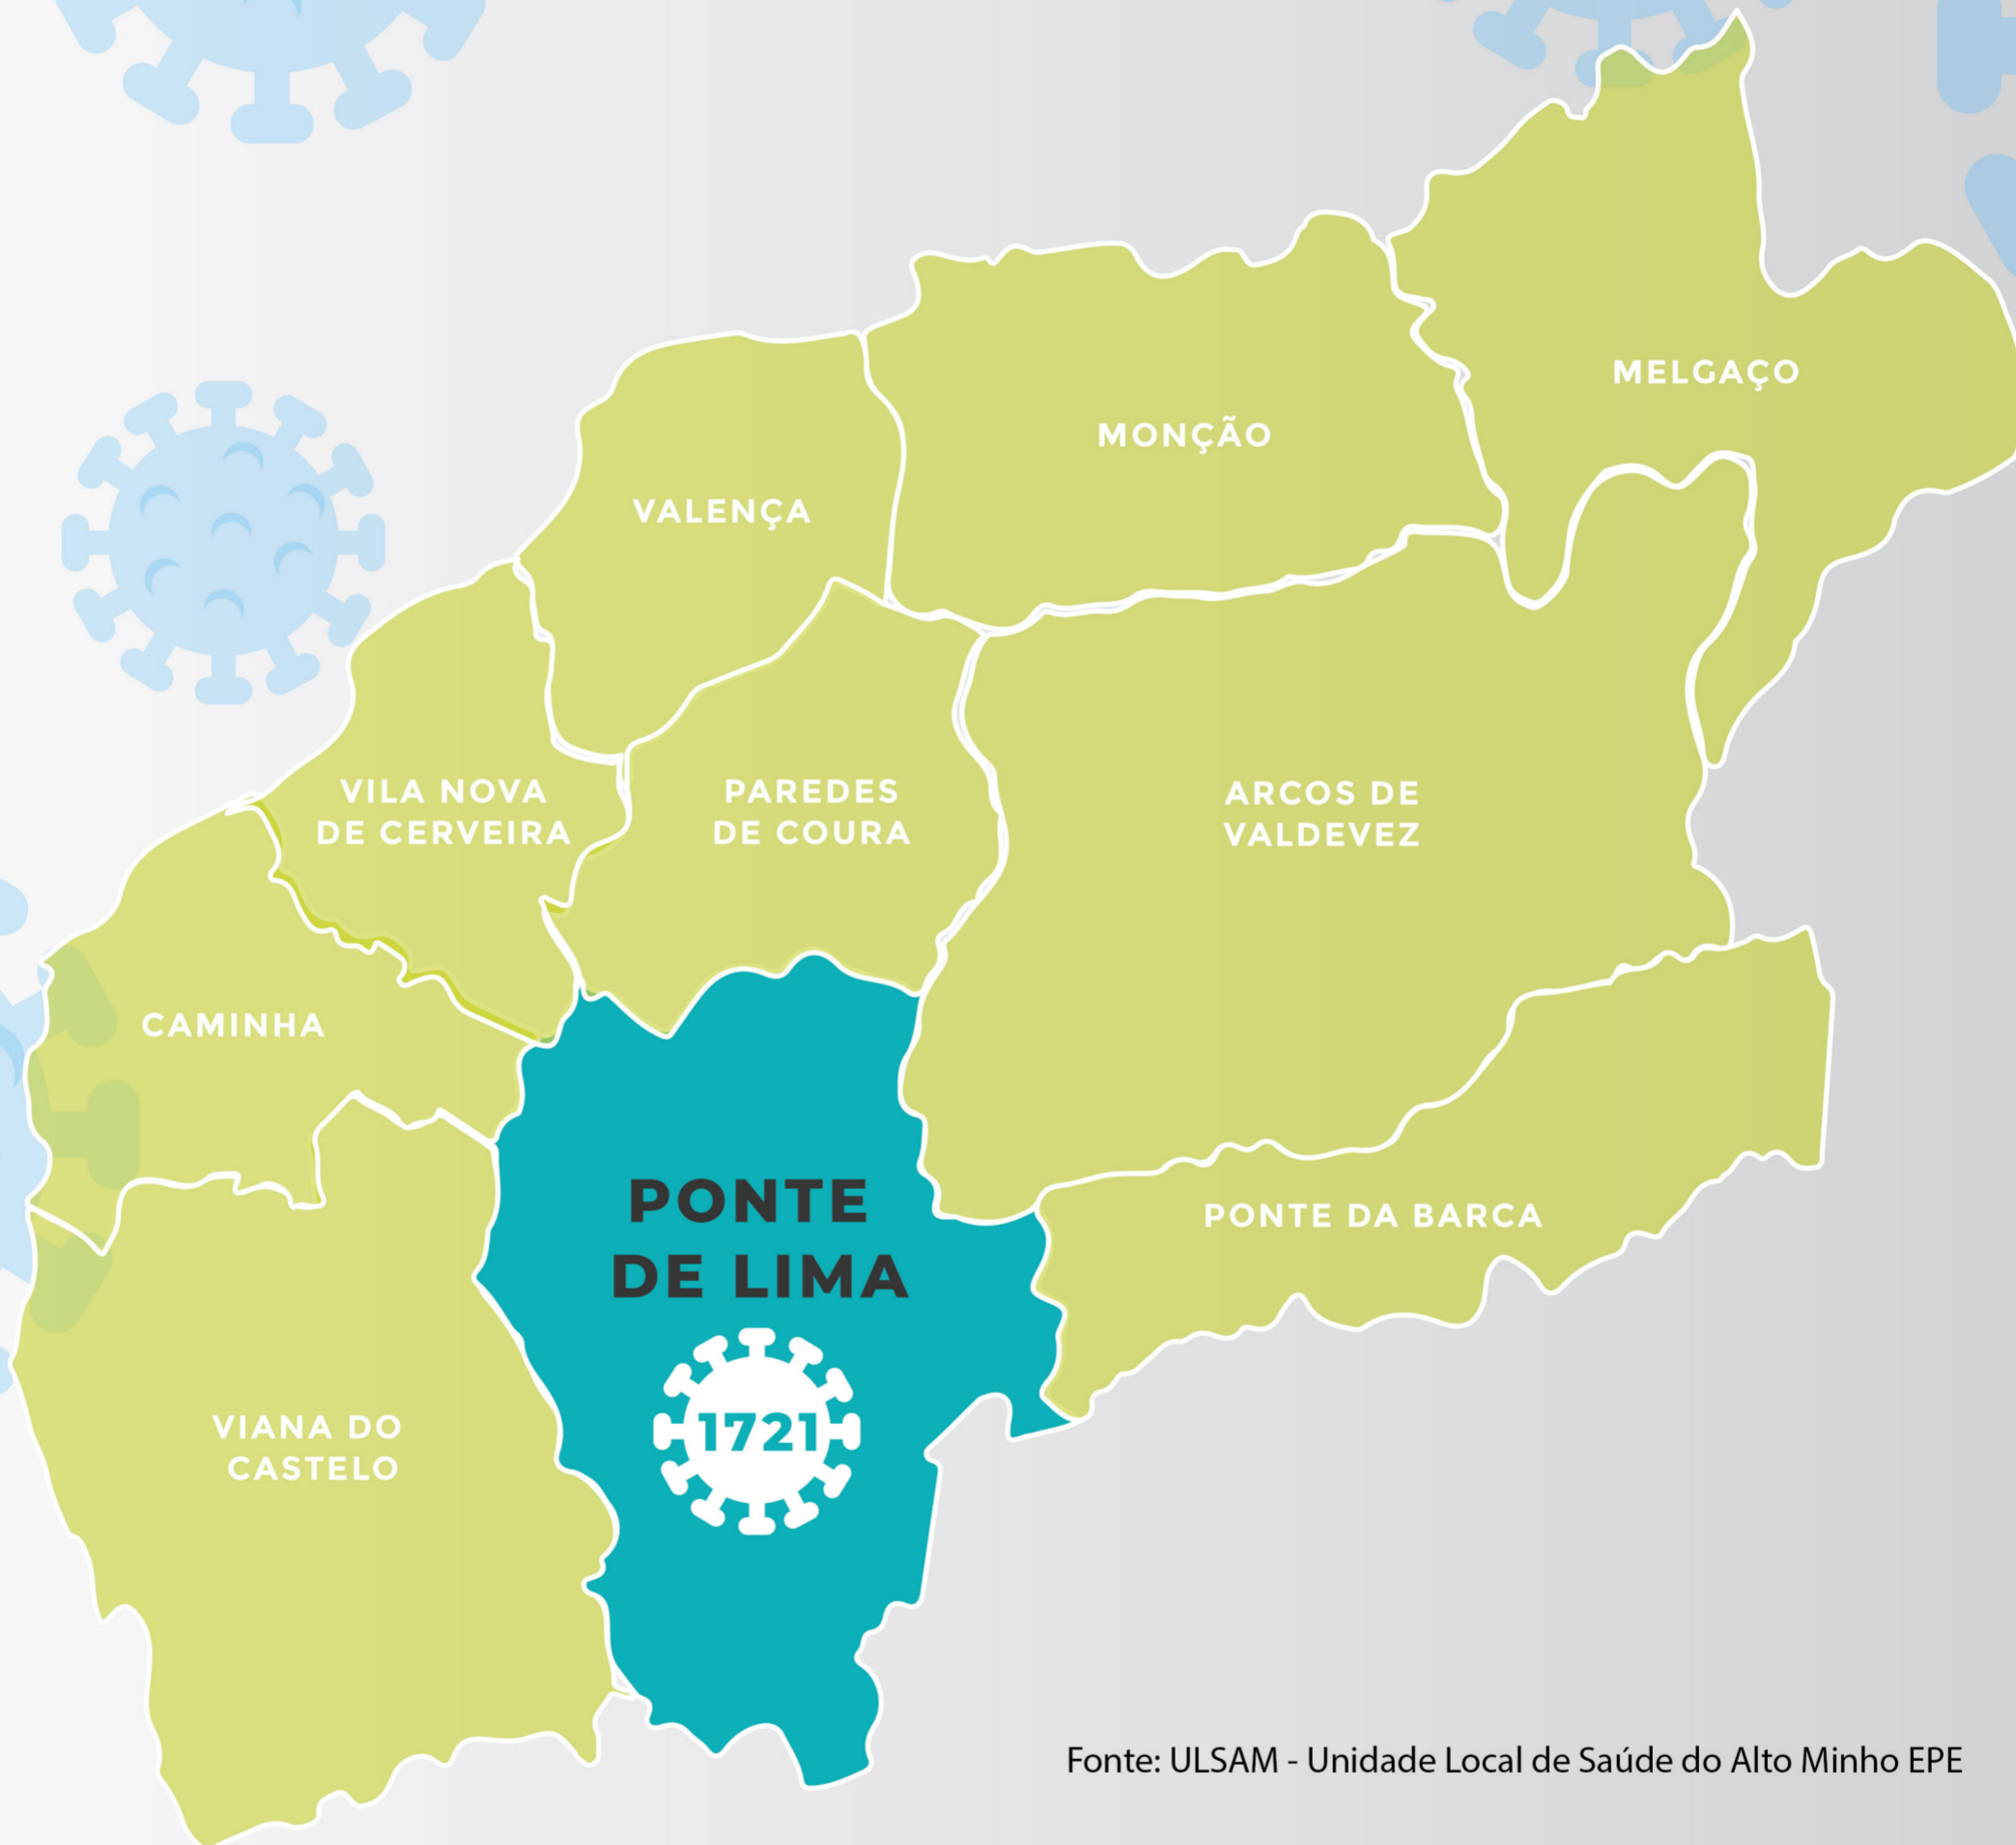 MELGAÇO
MONÇÃO
VALENÇA
VILA NOVA
DE CERVEIRA
PAREDES
DE COURA
ARCOS DE
VALDEVEZ
CAMINHA
PONTE
DE LIMA
1721
PONTE DA BARCA
VIANA DO
CASTELO
Fonte: ULSAM - Unidade Local de Saúde do Alto Minho EPE